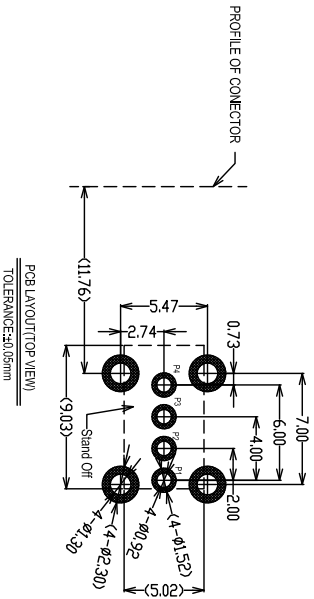 PROFILE OF CONECTOR
(11.76)
5.47
2.74
0.73
7.00
6.00
4.00
2.00
P4
P3
P2
P1
(9.03)
Stand Off
(4-Ø1.52)
4-Ø0.92
(4-Ø2.30)
4-Ø1.30
(5.02)
PCB LAYOUT(TOP VIEW)
TOLERANCE:±0.05mm